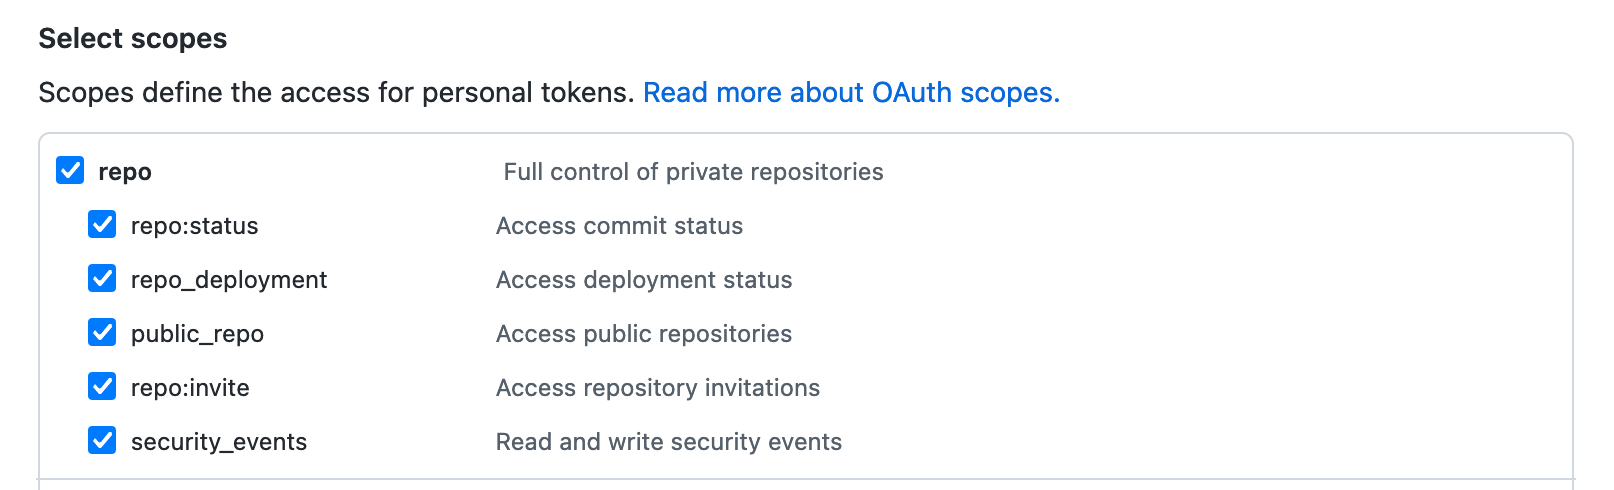 Select scopes
Scopes define the access for personal tokens. Read more about OAuth scopes.
repo Full control of private repositories
repo:status Access commit status
repo_deployment Access deployment status
public_repo Access public repositories
repo:invite Access repository invitations
security_events Read and write security events